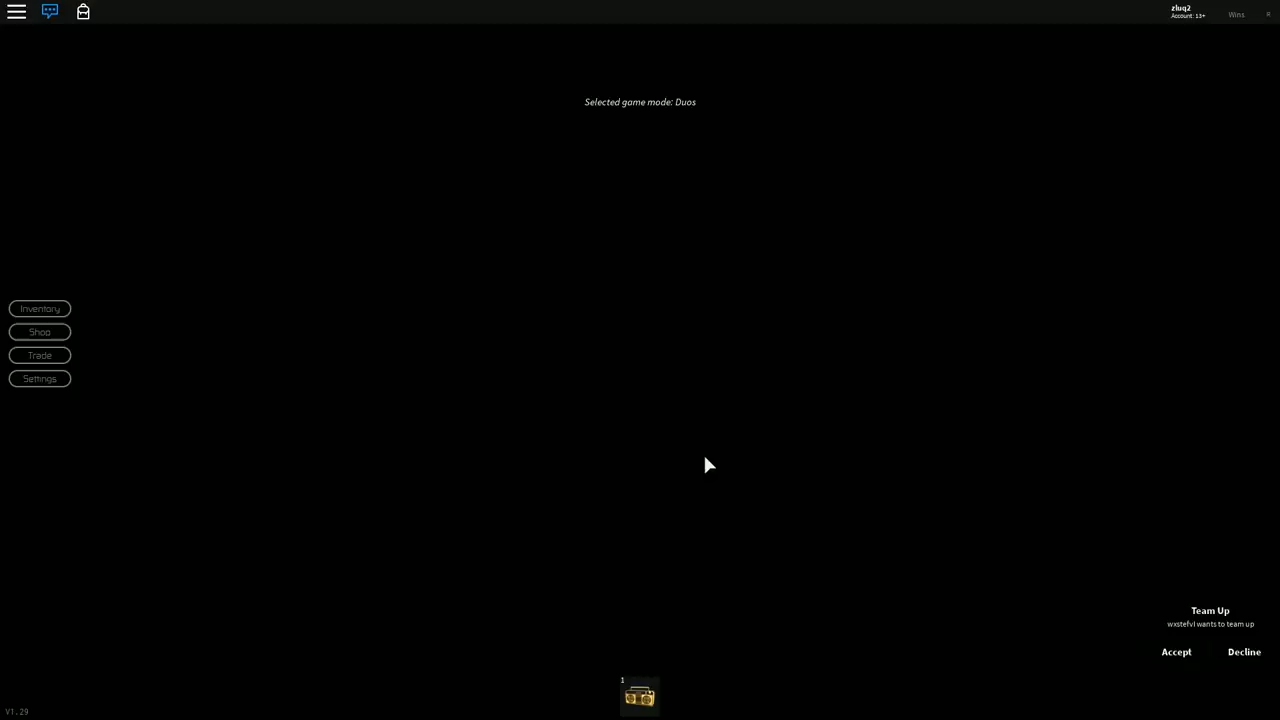 zluq2
Account: 13+
Wins
R
Selected game mode: Duos
Inventory
Shop
Trade
Settings
Team Up
wxstefvl wants to team up
Accept
Decline
1
V1.29